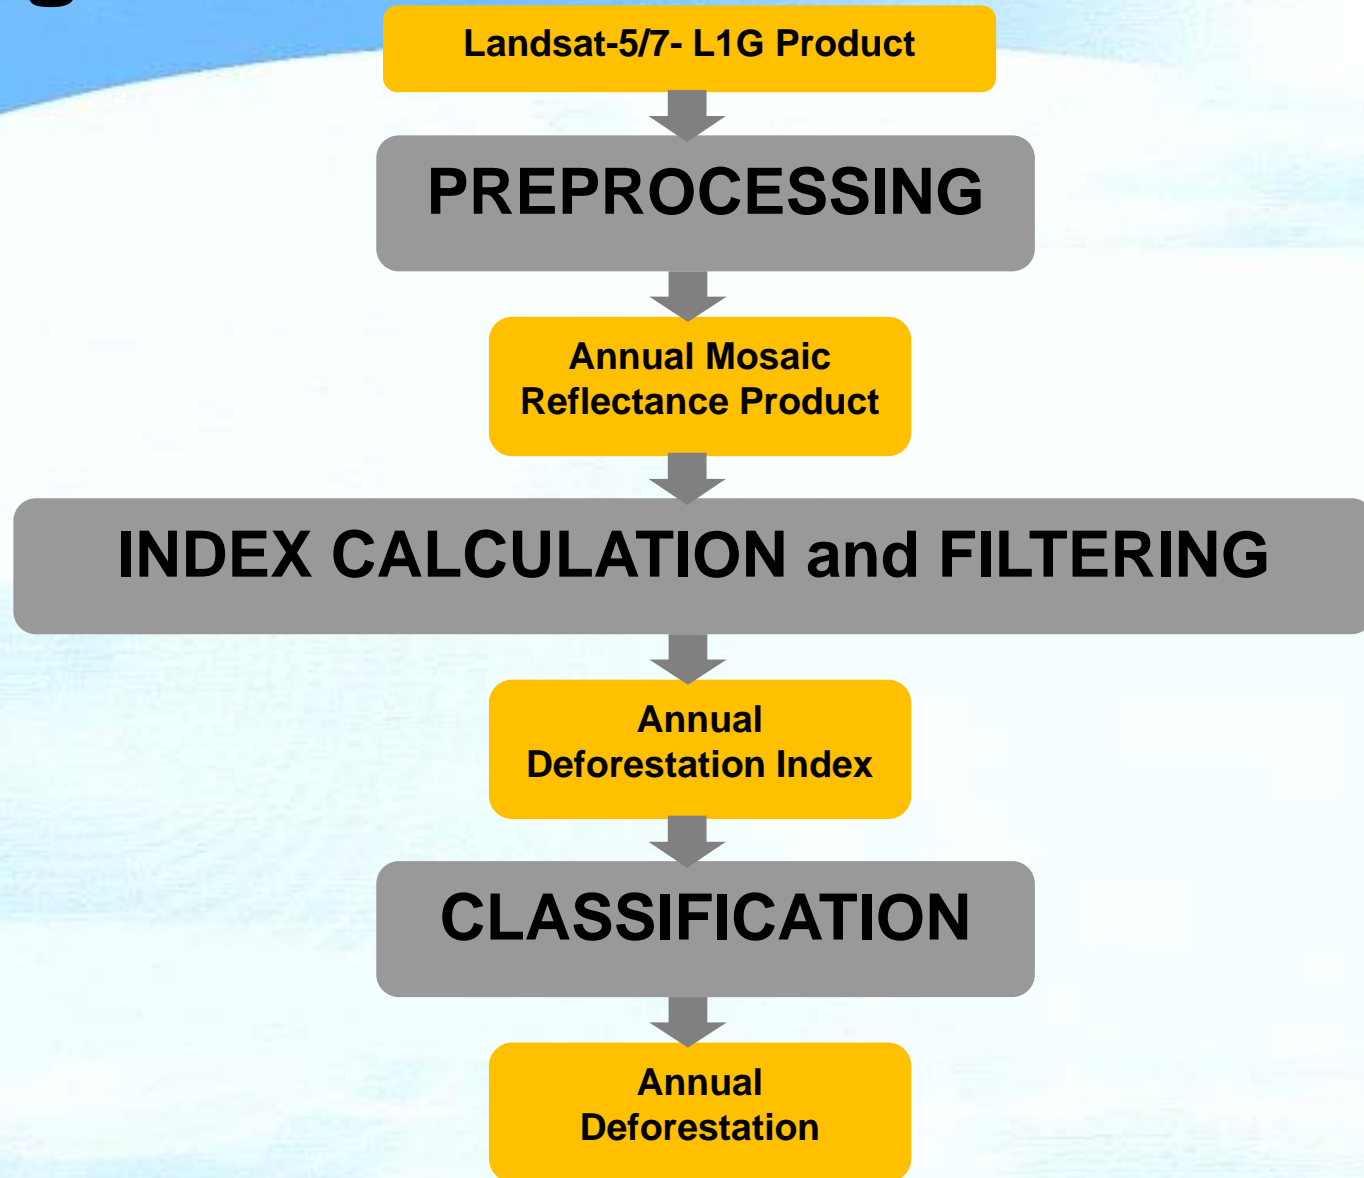 Landsat-5/7- L1G Product
PREPROCESSING
Annual Mosaic
Reflectance Product
INDEX CALCULATION and FILTERING
Annual
Deforestation Index
CLASSIFICATION
Annual
Deforestation